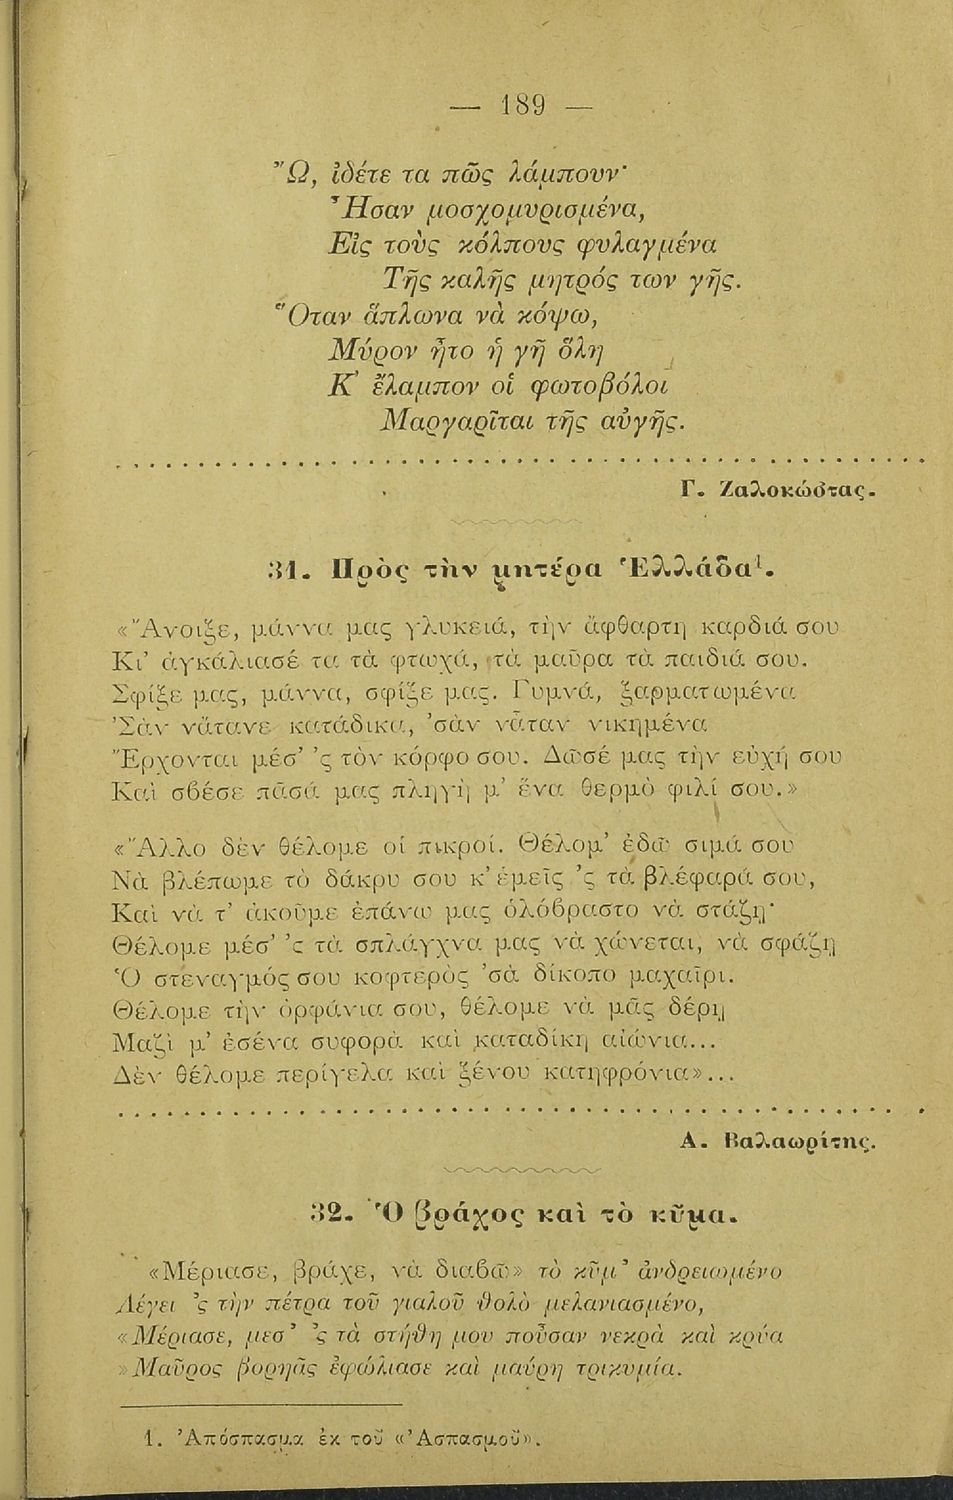 — 189 —
Ὤ, ἰδέτε τα πῶς λάμπουν·
Ἦσαν μοσχομυρισμένα,
Εἰς τοὺς κόλπους φυλαγμένα
Τῆς καλῆς μητρός των γῆς.
Ὅταν ἅπλωνα νὰ κόψω,
Μύρον ἦτο ἡ γῆ ὅλη
Κ' ἔλαμπον οἱ φωτοβόλοι
Μαργαρῖται τῆς αὐγῆς.
Γ. Ζαλοκώστας.
31. Πρὸς τὴν μητέρα Ἑλλάδα¹.
«Ἄνοιξε, μάννα μας γλυκειά, τὴν ἄφθαρτη καρδιά σου
Κι' ἀγκάλιασέ τα τὰ φτωχά, τὰ μαῦρα τὰ παιδιά σου.
Σφίξε μας, μάννα, σφίξε μας. Γυμνά, ξαρματωμένα
'Σὰν νἄτανε κατάδικα, 'σὰν νἄταν νικημένα
Ἔρχονται μέσ' 'ς τὸν κόρφο σου. Δῶσέ μας τὴν εὐχή σου
Καὶ σβέσε πᾶσά μας πληγὴ μ' ἕνα θερμὸ φιλί σου.»
«Ἄλλο δὲν θέλομε οἱ πικροί. Θέλομ' ἐδῶ σιμά σου
Νὰ βλέπωμε τὸ δάκρυ σου κ' ἐμεῖς 'ς τὰ βλέφαρά σου,
Καὶ νὰ τ' ἀκοῦμε ἐπάνω μας ὁλόβραστο νὰ στάζῃ·
Θέλομε μέσ' 'ς τὰ σπλάγχνα μας νὰ χώνεται, νὰ σφάζῃ
Ὁ στεναγμός σου κοφτερὸς 'σὰ δίκοπο μαχαῖρι.
Θέλομε τὴν ὀρφάνια σου, θέλομε νὰ μᾶς δέρῃ
Μαζὶ μ' ἐσένα συφορὰ καὶ καταδίκη αἰώνια...
Δὲν θέλομε περίγελα καὶ ξένου κατηφρόνια»...
Α. Βαλαωρίτης.
32. Ὁ βράχος καὶ τὸ κῦμα.
«Μέριασε, βράχε, νὰ διαβῶ» τὸ κῦμ' ἀνδρειωμένο
Λέγει 'ς τὴν πέτρα τοῦ γιαλοῦ θολὸ μελανιασμένο,
«Μέριασε, μεσ' 'ς τὰ στήθη μου ποὖσαν νεκρὰ καὶ κρύα
»Μαῦρος βορηᾶς ἐφώλιασε καὶ μαύρη τρικυμία.
1. Ἀπόσπασμα ἐκ τοῦ «Ἀσπασμοῦ».